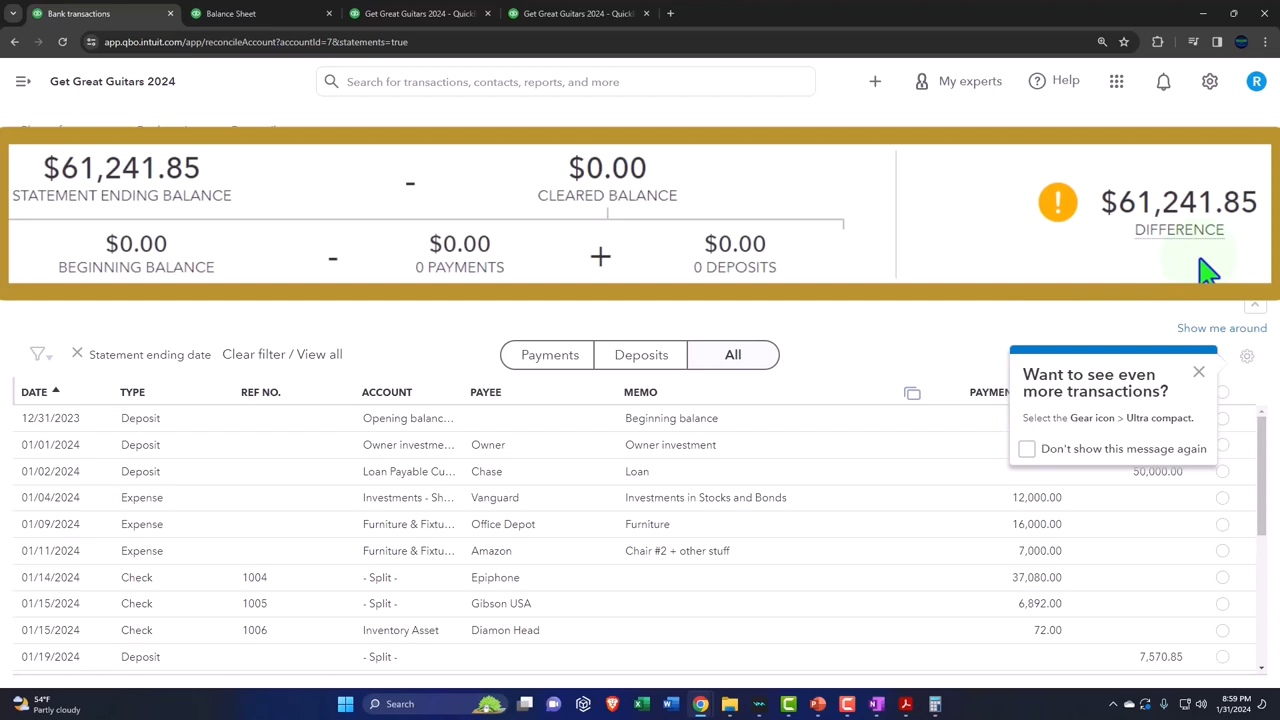 Bank transactions
Balance Sheet
Get Great Guitars 2024 - QuickB
Get Great Guitars 2024 - QuickB
app.qbo.intuit.com/app/reconcileAccount?accountId=7&statements=true
Get Great Guitars 2024
Search for transactions, contacts, reports, and more
My experts
Help
$61,241.85
-
$0.00
STATEMENT ENDING BALANCE
CLEARED BALANCE
! $61,241.85
DIFFERENCE
$0.00 - $0.00 + $0.00
BEGINNING BALANCE
0 PAYMENTS
0 DEPOSITS
Show me around
Statement ending date
Clear filter / View all
Payments
Deposits
All
Want to see even
more transactions?
Select the Gear icon > Ultra compact.
Don't show this message again
DATE TYPE REF NO. ACCOUNT PAYEE MEMO
12/31/2023 Deposit Opening balanc... Beginning balance
01/01/2024 Deposit Owner investme... Owner Owner investment
01/02/2024 Deposit Loan Payable Cu... Chase Loan 50,000.00
01/04/2024 Expense Investments - Sh... Vanguard Investments in Stocks and Bonds 12,000.00
01/09/2024 Expense Furniture & Fixtu... Office Depot Furniture 16,000.00
01/11/2024 Expense Furniture & Fixtu... Amazon Chair #2 + other stuff 7,000.00
01/14/2024 Check 1004 - Split - Epiphone 37,080.00
01/15/2024 Check 1005 - Split - Gibson USA 6,892.00
01/15/2024 Check 1006 Inventory Asset Diamon Head 72.00
01/19/2024 Deposit - Split - 7,570.85
54°F
Partly cloudy
Search
8:59 PM
1/31/2024